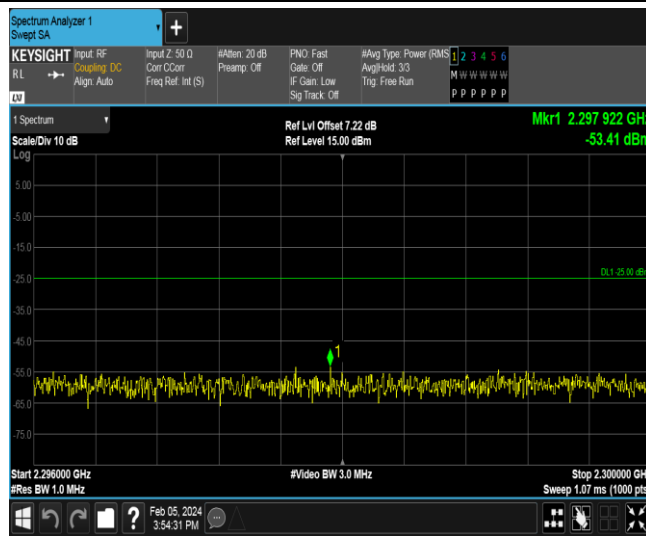 Spectrum Analyzer 1
Swept SA
+
KEYSIGHT
RL
LXI
Input: RF
Coupling: DC
Align: Auto
Input Z: 50 Ω
Corr CCorr
Freq Ref: Int (S)
#Atten: 20 dB
Preamp: Off
PNO: Fast
Gate: Off
IF Gain: Low
Sig Track: Off
#Avg Type: Power (RMS
Avg|Hold: 3/3
Trig: Free Run
1 2 3 4 5 6
M W W W W W
P P P P P P
1 Spectrum
Scale/Div 10 dB
Log
Ref Lvl Offset 7.22 dB
Ref Level 15.00 dBm
Mkr1 2.297 922 GHz
-53.41 dBm
5.00
-5.00
-15.0
-25.0
DL1 -25.00 dBm
-35.0
-45.0
1
-55.0
-65.0
-75.0
Start 2.296000 GHz
#Res BW 1.0 MHz
#Video BW 3.0 MHz
Stop 2.300000 GHz
Sweep 1.07 ms (1000 pts)
?
Feb 05, 2024
3:54:31 PM